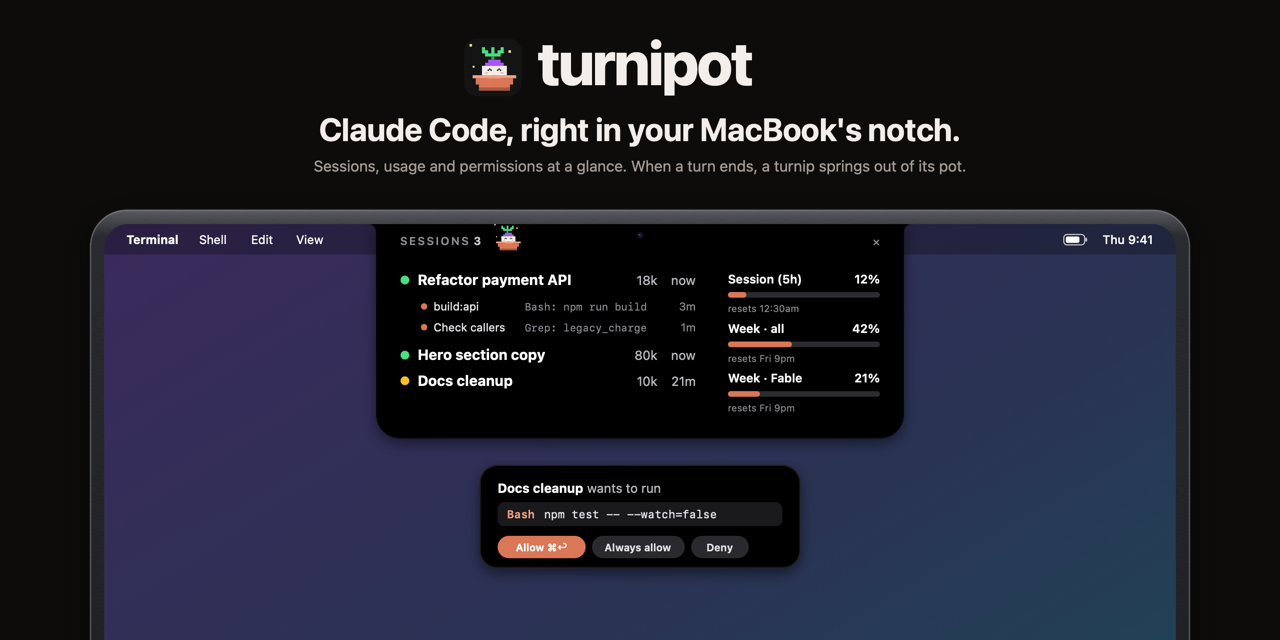 turnipot
Claude Code, right in your MacBook's notch.
Sessions, usage and permissions at a glance. When a turn ends, a turnip springs out of its pot.
Terminal Shell Edit View
Thu 9:41
SESSIONS 3 ×
Refactor payment API 18k now
build:api Bash: npm run build 3m
Check callers Grep: legacy_charge 1m
Hero section copy 80k now
Docs cleanup 10k 21m
Session (5h) 12%
resets 12:30am
Week · all 42%
resets Fri 9pm
Week · Fable 21%
resets Fri 9pm
Docs cleanup wants to run
Bash npm test -- --watch=false
Allow ⌘⏎ Always allow Deny